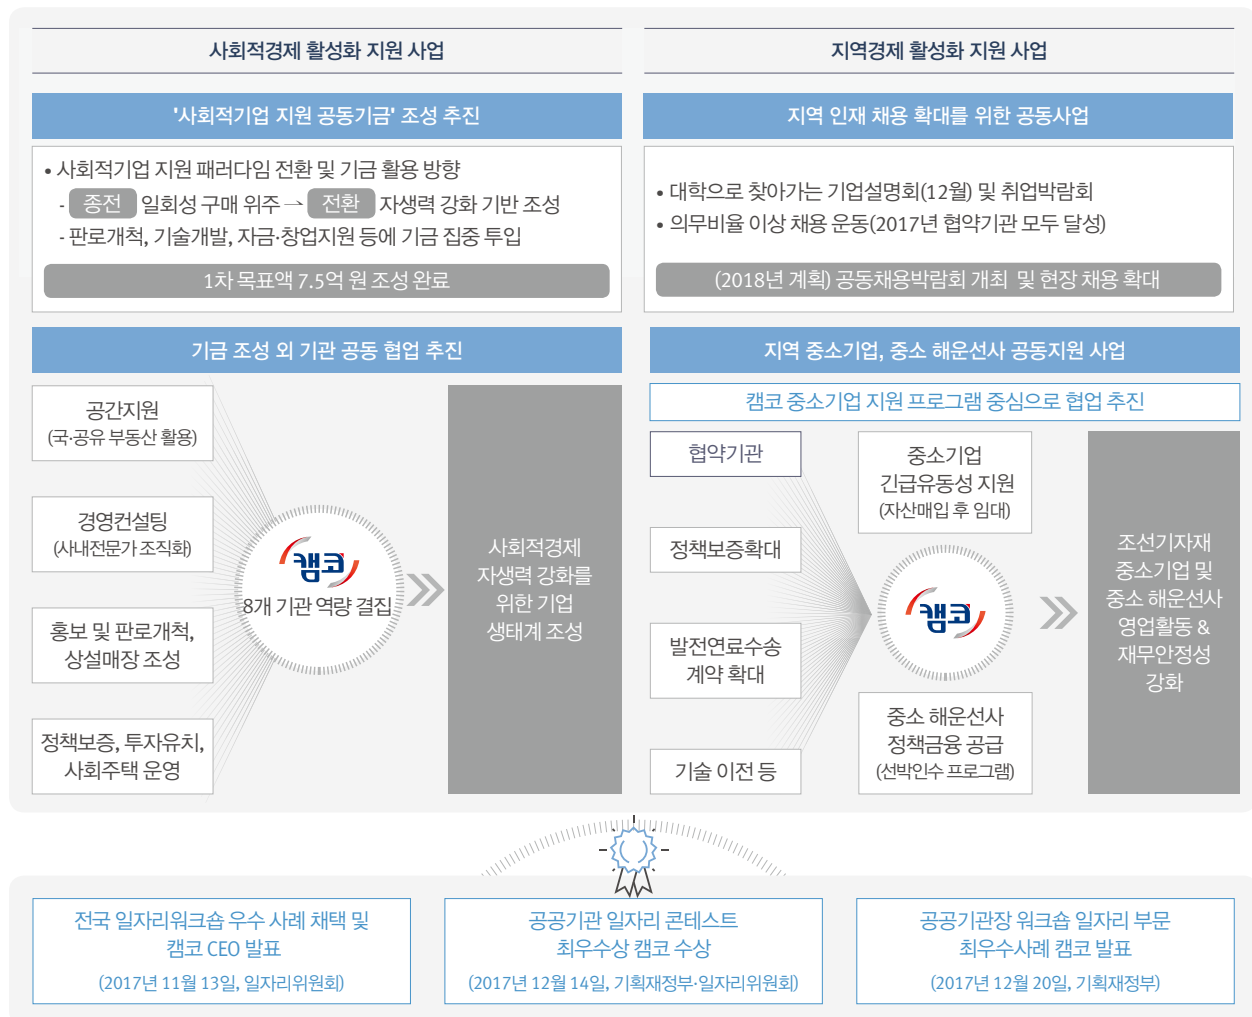 사회적경제 활성화 지원 사업
'사회적기업 지원 공동기금' 조성 추진
• 사회적기업 지원 패러다임 전환 및 기금 활용 방향
- 종전 일회성 구매 위주 → 전환 자생력 강화 기반 조성
- 판로개척, 기술개발, 자금·창업지원 등에 기금 집중 투입
1차 목표액 7.5억 원 조성 완료
기금 조성 외 기관 공동 협업 추진
공간지원
(국·공유 부동산 활용)
경영컨설팅
(사내전문가 조직화)
홍보 및 판로개척,
상설매장 조성
정책보증, 투자유치,
사회주택 운영
캠코
8개 기관 역량 결집
사회적경제
자생력 강화를
위한 기업
생태계 조성
지역경제 활성화 지원 사업
지역 인재 채용 확대를 위한 공동사업
• 대학으로 찾아가는 기업설명회(12월) 및 취업박람회
• 의무비율 이상 채용 운동(2017년 협약기관 모두 달성)
(2018년 계획) 공동채용박람회 개최 및 현장 채용 확대
지역 중소기업, 중소 해운선사 공동지원 사업
캠코 중소기업 지원 프로그램 중심으로 협업 추진
협약기관
정책보증확대
발전연료수송
계약 확대
기술 이전 등
중소기업
긴급유동성 지원
(자산매입 후 임대)
캠코
중소 해운선사
정책금융 공급
(선박인수 프로그램)
조선기자재
중소기업 및
중소 해운선사
영업활동 &
재무안정성
강화
전국 일자리워크숍 우수 사례 채택 및
캠코 CEO 발표
(2017년 11월 13일, 일자리위원회)
공공기관 일자리 콘테스트
최우수상 캠코 수상
(2017년 12월 14일, 기획재정부·일자리위원회)
공공기관장 워크숍 일자리 부문
최우수사례 캠코 발표
(2017년 12월 20일, 기획재정부)